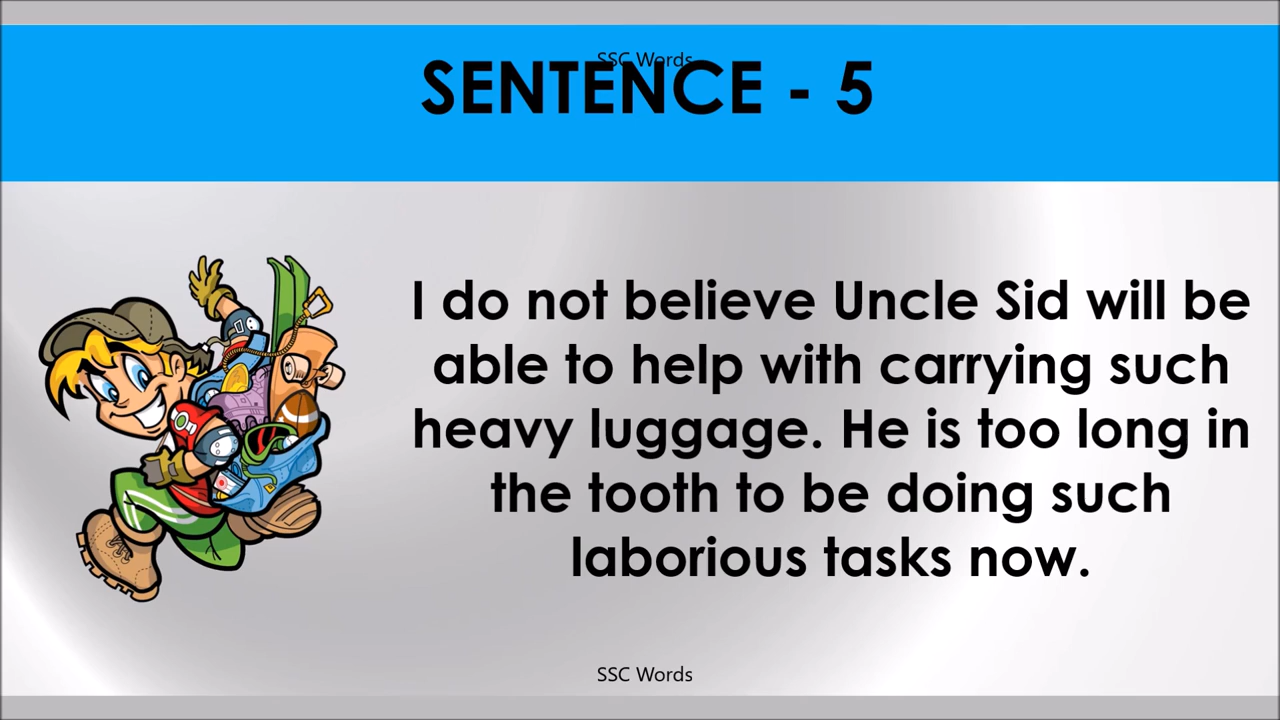 SSC Words
SENTENCE - 5
I do not believe Uncle Sid will be
able to help with carrying such
heavy luggage. He is too long in
the tooth to be doing such
laborious tasks now.
SSC Words